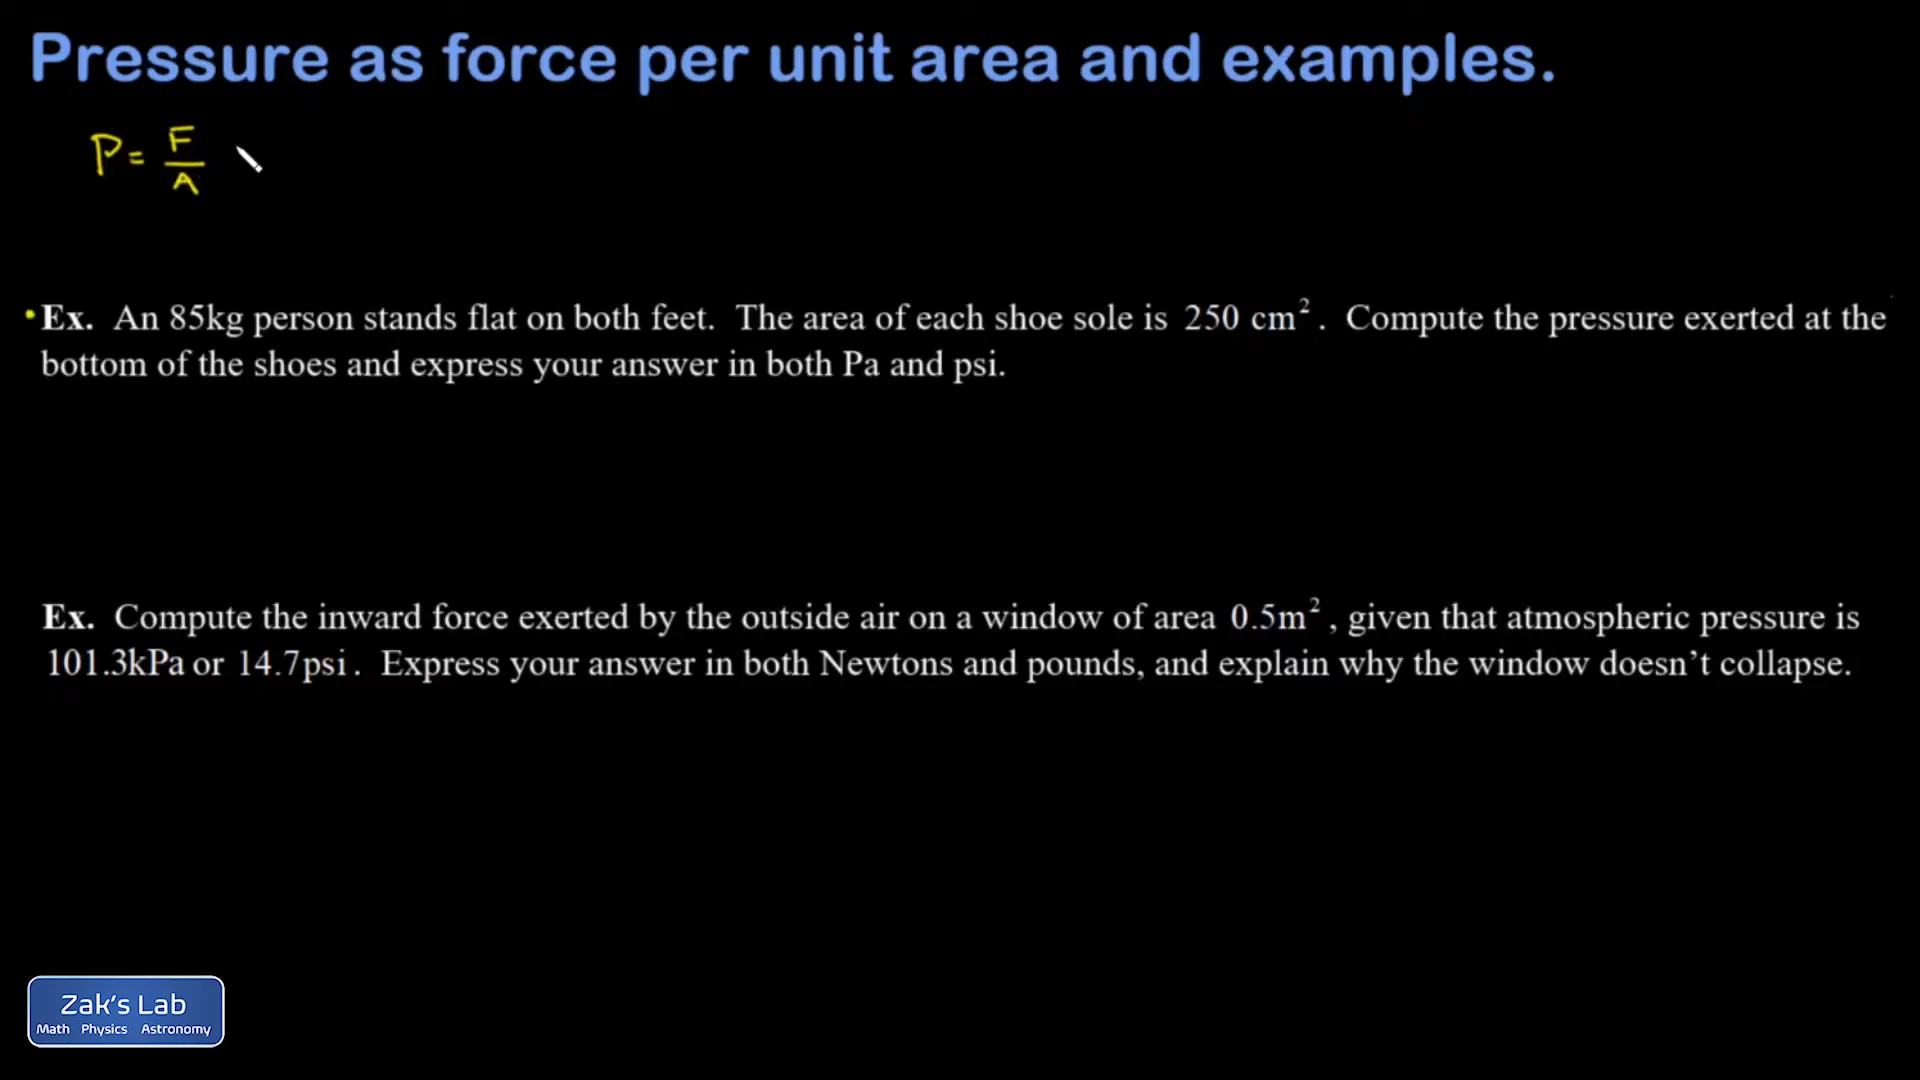 Pressure as force per unit area and examples.
P = F/A
•Ex. An 85kg person stands flat on both feet. The area of each shoe sole is 250 cm². Compute the pressure exerted at the
bottom of the shoes and express your answer in both Pa and psi.
Ex. Compute the inward force exerted by the outside air on a window of area 0.5m², given that atmospheric pressure is
101.3kPa or 14.7psi. Express your answer in both Newtons and pounds, and explain why the window doesn’t collapse.
Zak's Lab
Math Physics Astronomy